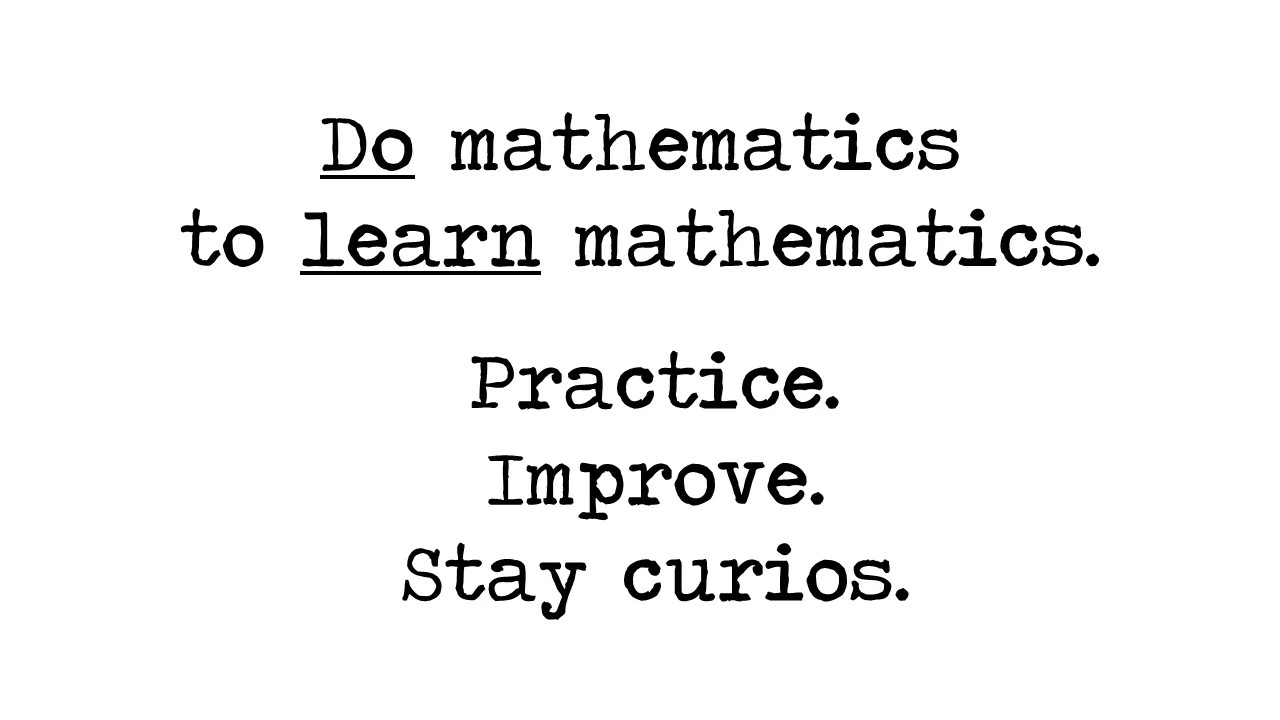 Do mathematics
to learn mathematics.
Practice.
Improve.
Stay curios.